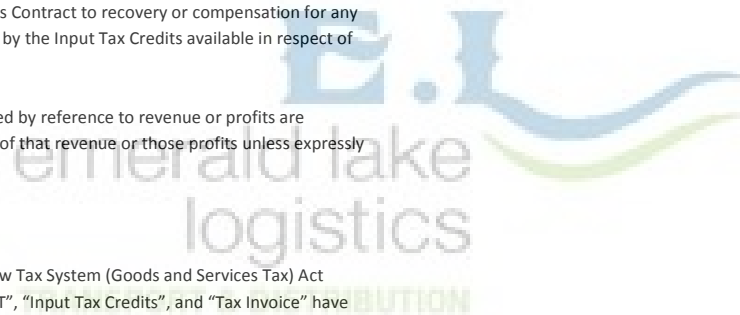 s Contract to recovery or compensation for any
by the Input Tax Credits available in respect of
E.L
ed by reference to revenue or profits are
of that revenue or those profits unless expressly
emerald lake
logistics
w Tax System (Goods and Services Tax) Act
T”, “Input Tax Credits”, and “Tax Invoice” have